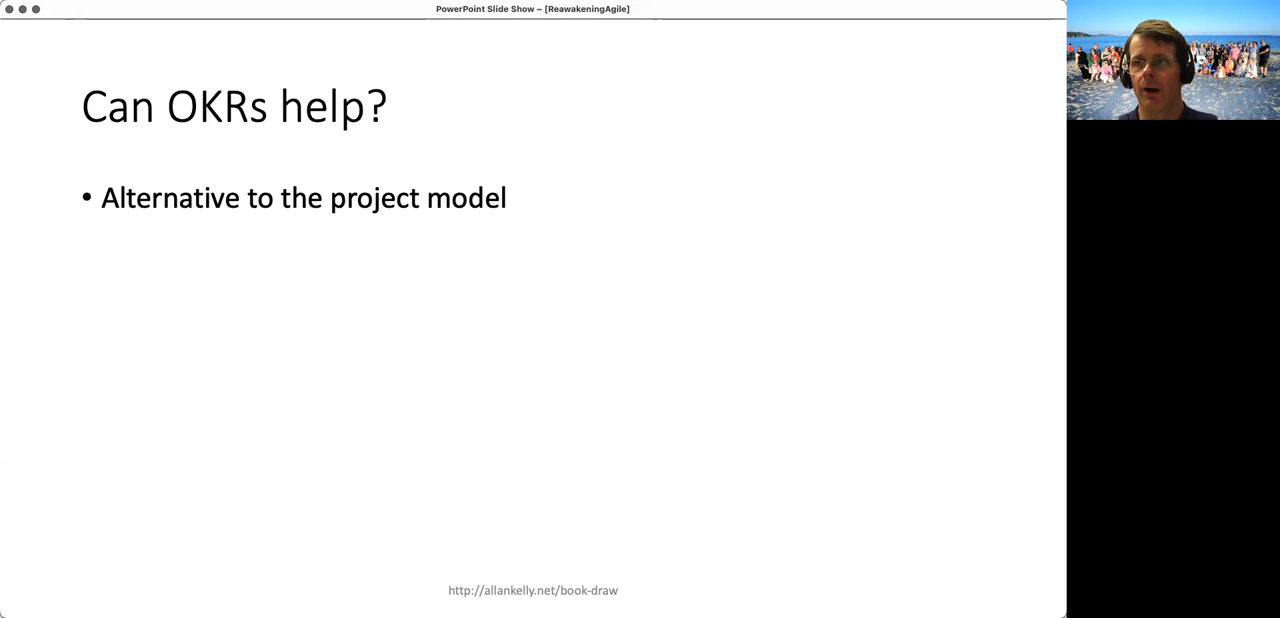 PowerPoint Slide Show – [ReawakeningAgile]
Can OKRs help?
• Alternative to the project model
http://allankelly.net/book-draw